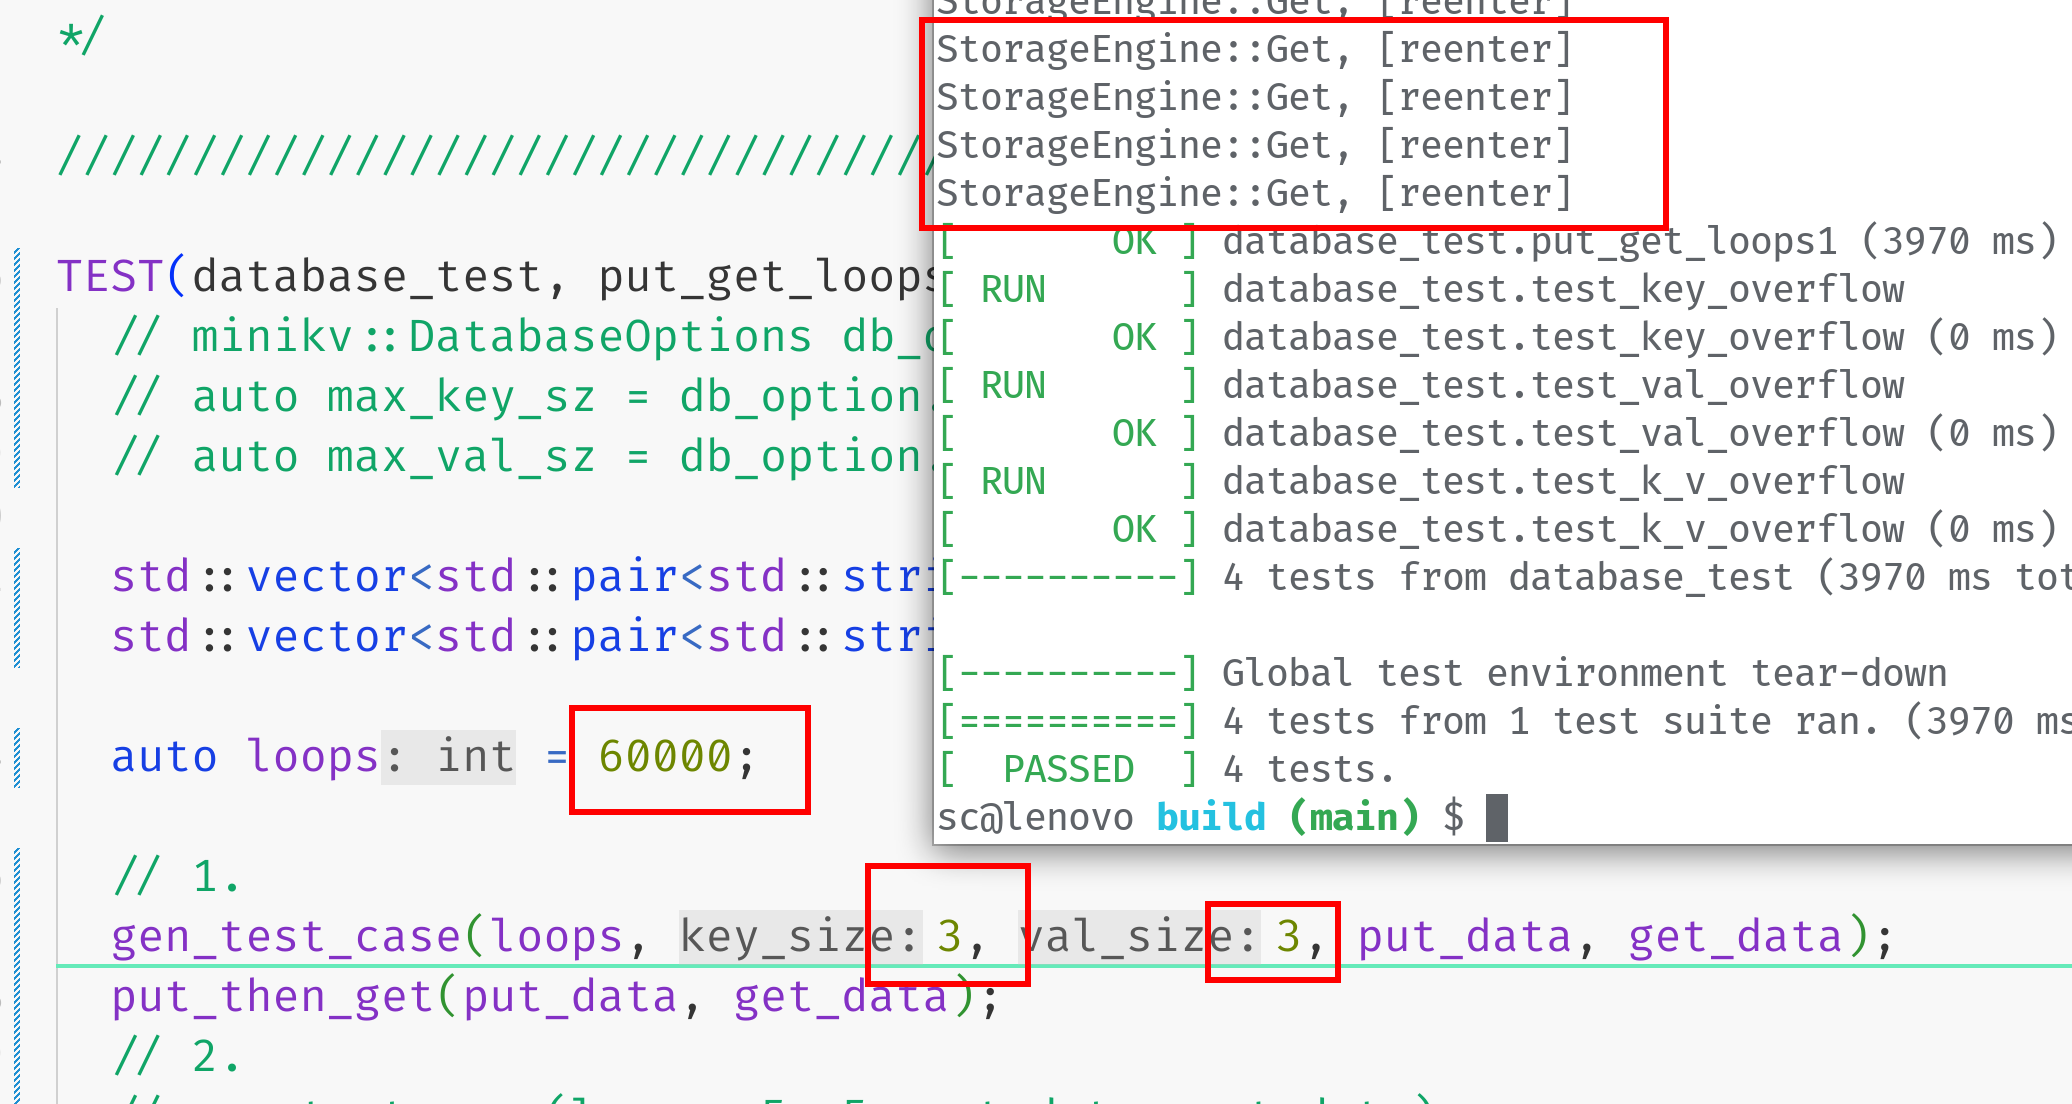 */
////////////////////////////////
TEST(database_test, put_get_loops
// minikv::DatabaseOptions db_
// auto max_key_sz = db_option.
// auto max_val_sz = db_option.
std::vector<std::pair<std::stri
std::vector<std::pair<std::stri
auto loops: int = 60000;
// 1.
gen_test_case(loops, key_size: 3, val_size: 3, put_data, get_data);
put_then_get(put_data, get_data);
// 2.
StorageEngine::Get, [reenter]
StorageEngine::Get, [reenter]
StorageEngine::Get, [reenter]
StorageEngine::Get, [reenter]
StorageEngine::Get, [reenter]
[       OK ] database_test.put_get_loops1 (3970 ms)
[ RUN      ] database_test.test_key_overflow
[       OK ] database_test.test_key_overflow (0 ms)
[ RUN      ] database_test.test_val_overflow
[       OK ] database_test.test_val_overflow (0 ms)
[ RUN      ] database_test.test_k_v_overflow
[       OK ] database_test.test_k_v_overflow (0 ms)
[----------] 4 tests from database_test (3970 ms tot
[----------] Global test environment tear-down
[==========] 4 tests from 1 test suite ran. (3970 ms
[  PASSED  ] 4 tests.
sc@lenovo build (main) $